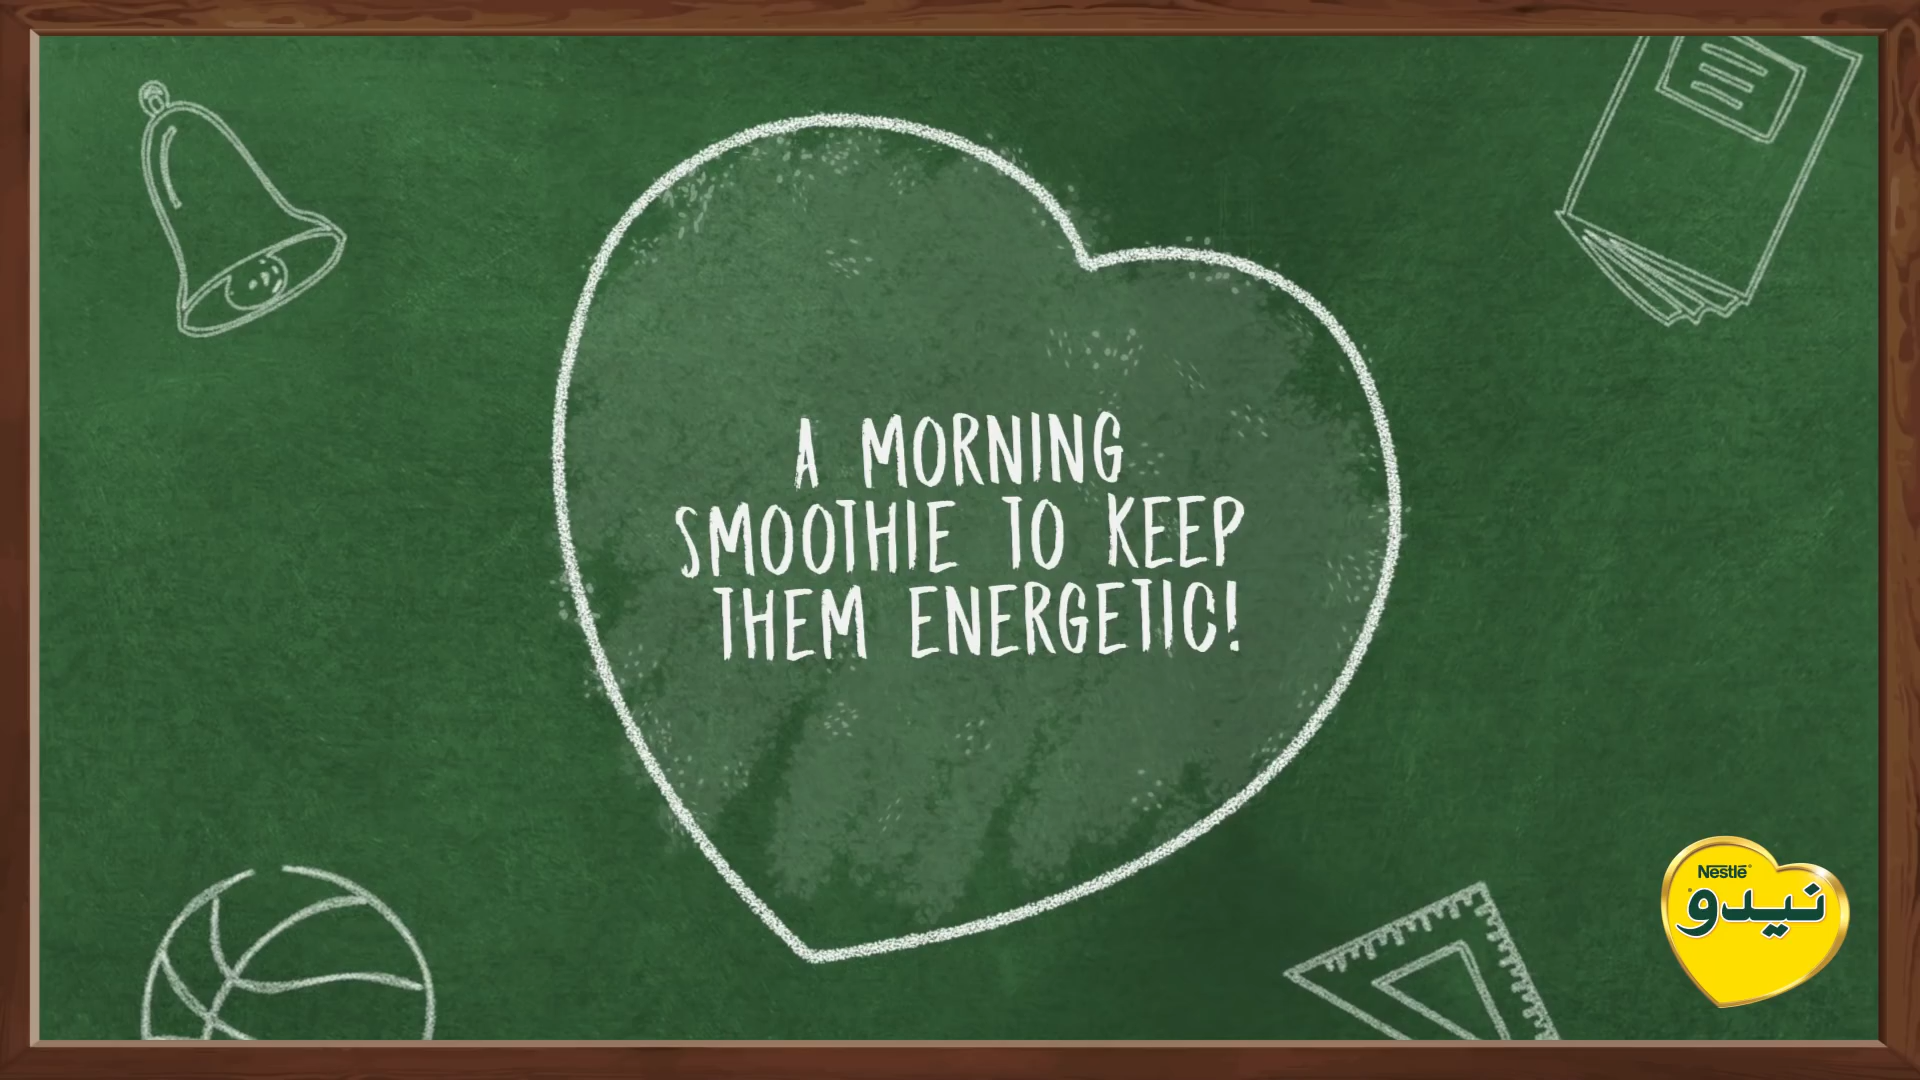 A MORNING
SMOOTHIE TO KEEP
THEM ENERGETIC!
Nestlé®
نيدو®